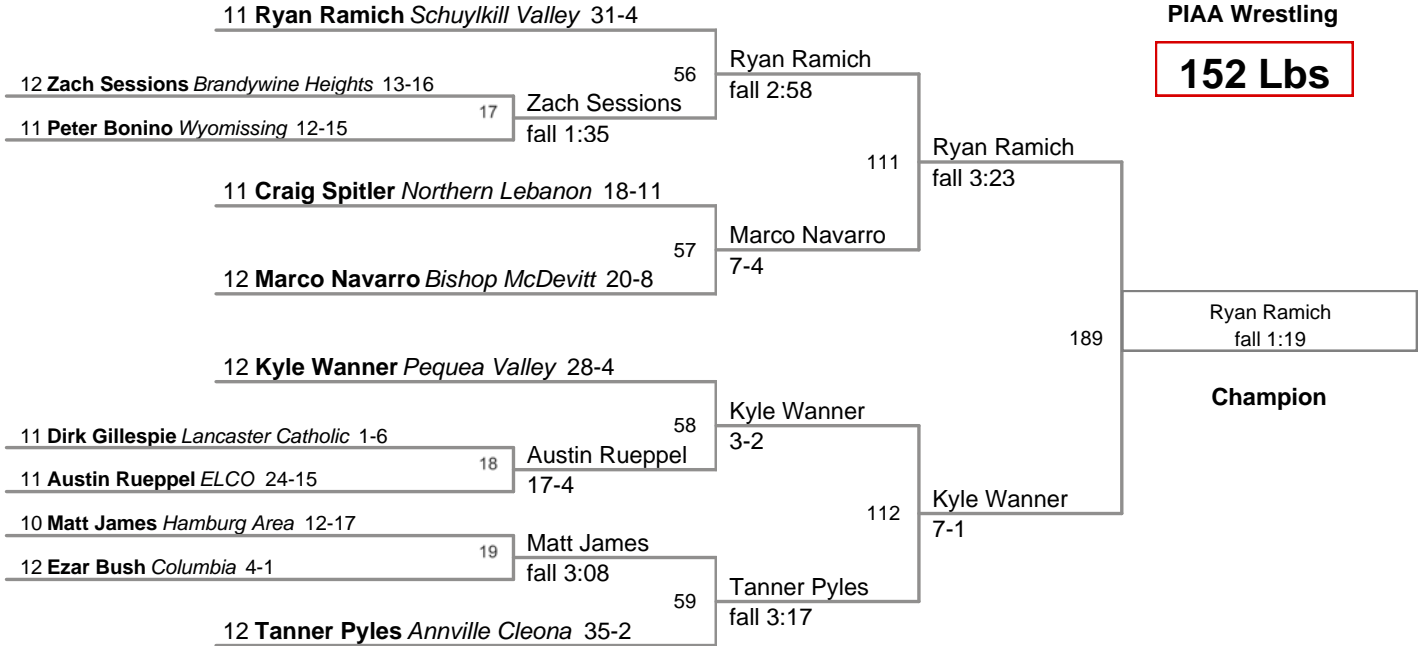 11 Ryan Ramich Schuylkill Valley 31-4
PIAA Wrestling
152 Lbs
56
Ryan Ramich
fall 2:58
12 Zach Sessions Brandywine Heights 13-16
17
Zach Sessions
fall 1:35
11 Peter Bonino Wyomissing 12-15
111
Ryan Ramich
fall 3:23
11 Craig Spitler Northern Lebanon 18-11
57
Marco Navarro
7-4
12 Marco Navarro Bishop McDevitt 20-8
189
Ryan Ramich
fall 1:19
Champion
12 Kyle Wanner Pequea Valley 28-4
58
Kyle Wanner
3-2
11 Dirk Gillespie Lancaster Catholic 1-6
18
Austin Rueppel
17-4
11 Austin Rueppel ELCO 24-15
112
Kyle Wanner
7-1
10 Matt James Hamburg Area 12-17
19
Matt James
fall 3:08
12 Ezar Bush Columbia 4-1
59
Tanner Pyles
fall 3:17
12 Tanner Pyles Annville Cleona 35-2